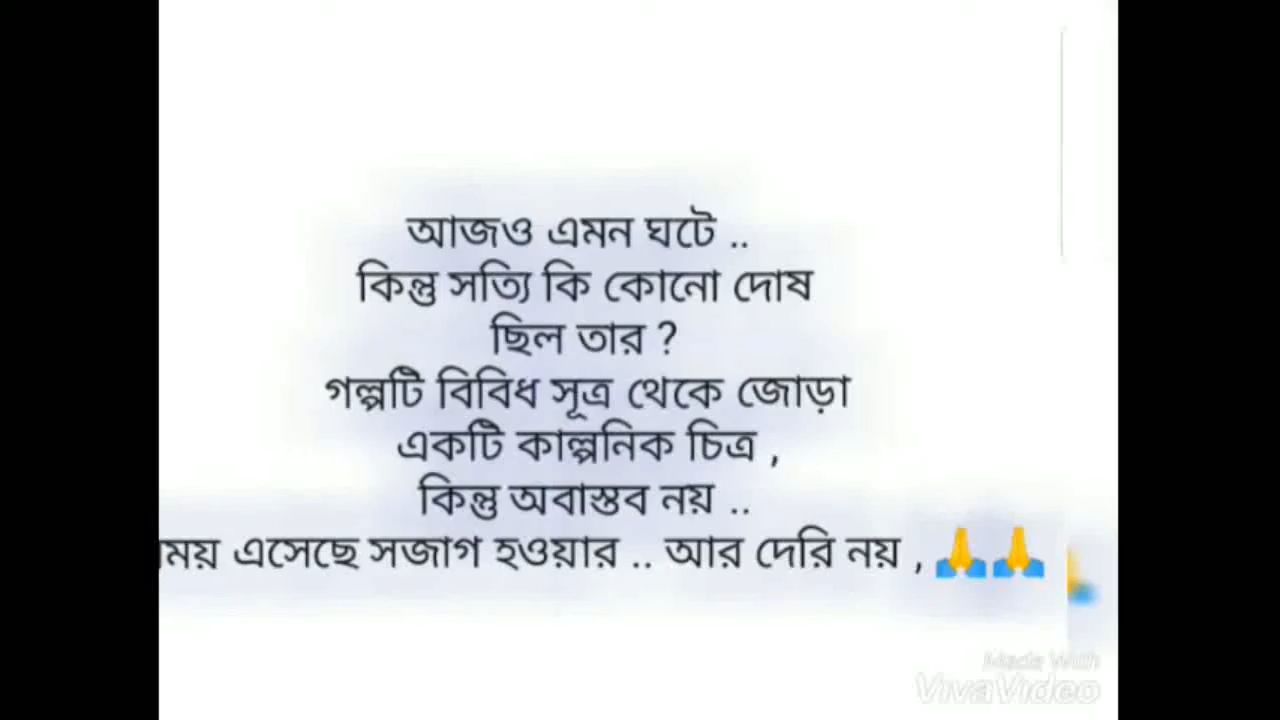 আজও এমন ঘটে ..
কিন্তু সত্যি কি কোনো দোষ
ছিল তার ?
গল্পটি বিবিধ সূত্র থেকে জোড়া
একটি কাল্পনিক চিত্র ,
কিন্তু অবাস্তব নয় ..
ময় এসেছে সজাগ হওয়ার .. আর দেরি নয় , 🙏🙏
Made With
VivaVideo